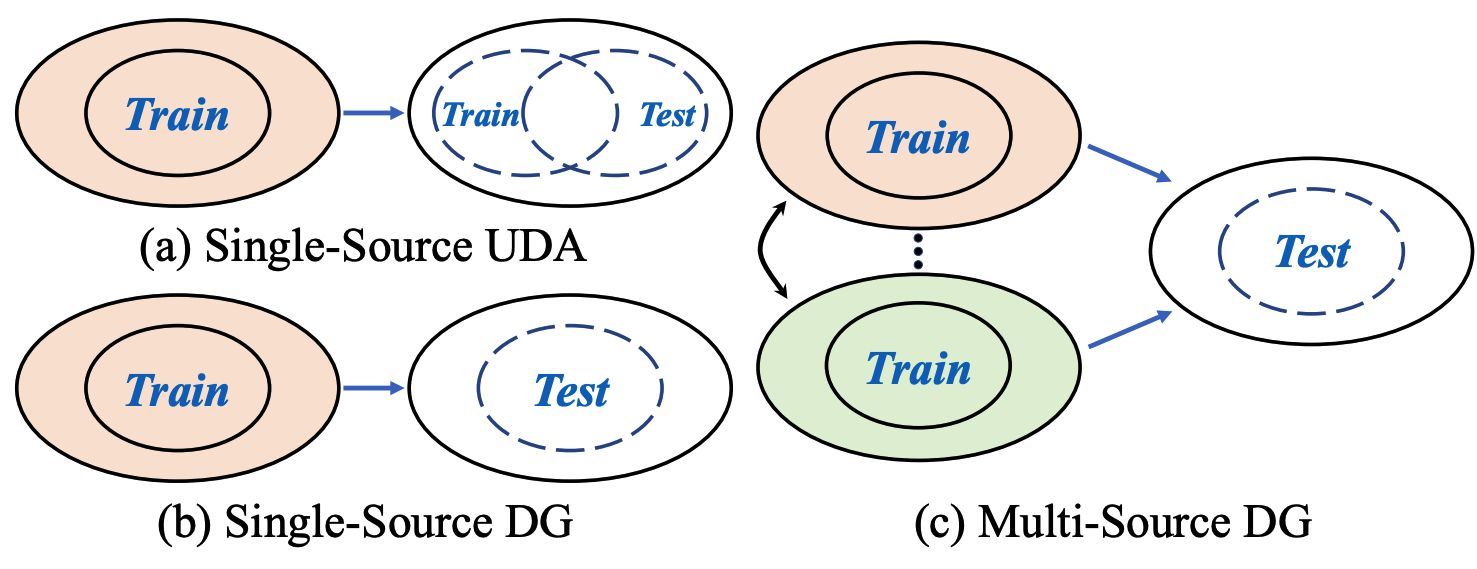 Train
Train
Test
(a) Single-Source UDA
Train
Test
(b) Single-Source DG
Train
Train
Test
(c) Multi-Source DG